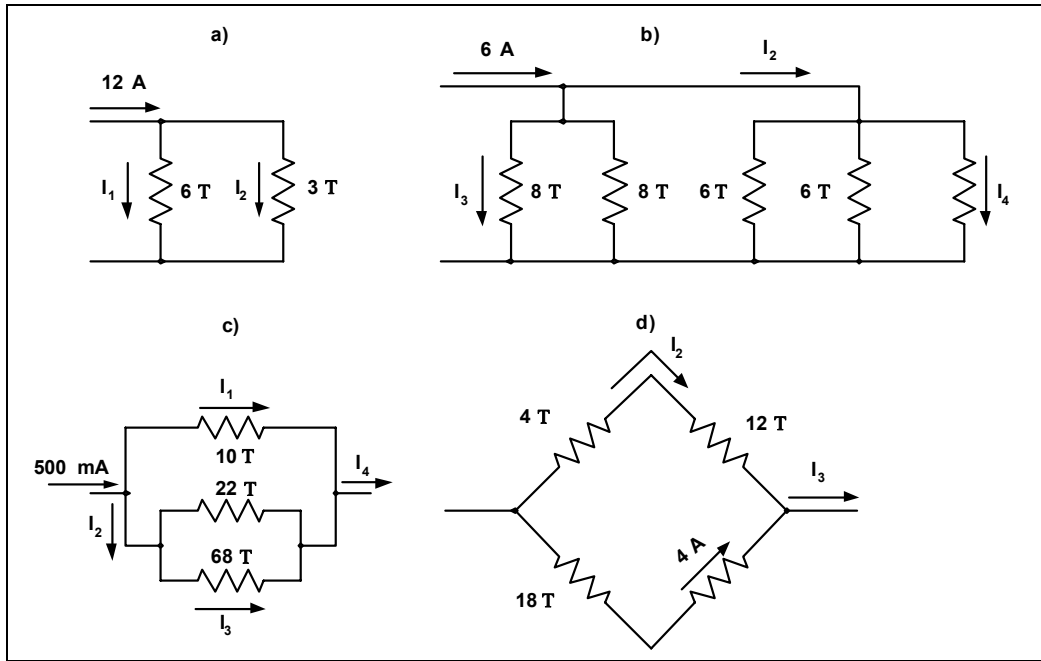 a)
12 A
I1
6 T
I2
3 T
b)
6 A
I2
I3
8 T
8 T
6 T
6 T
I4
c)
I1
10 T
500 mA
I4
22 T
I2
68 T
I3
d)
I2
4 T
12 T
I3
4 A
18 T